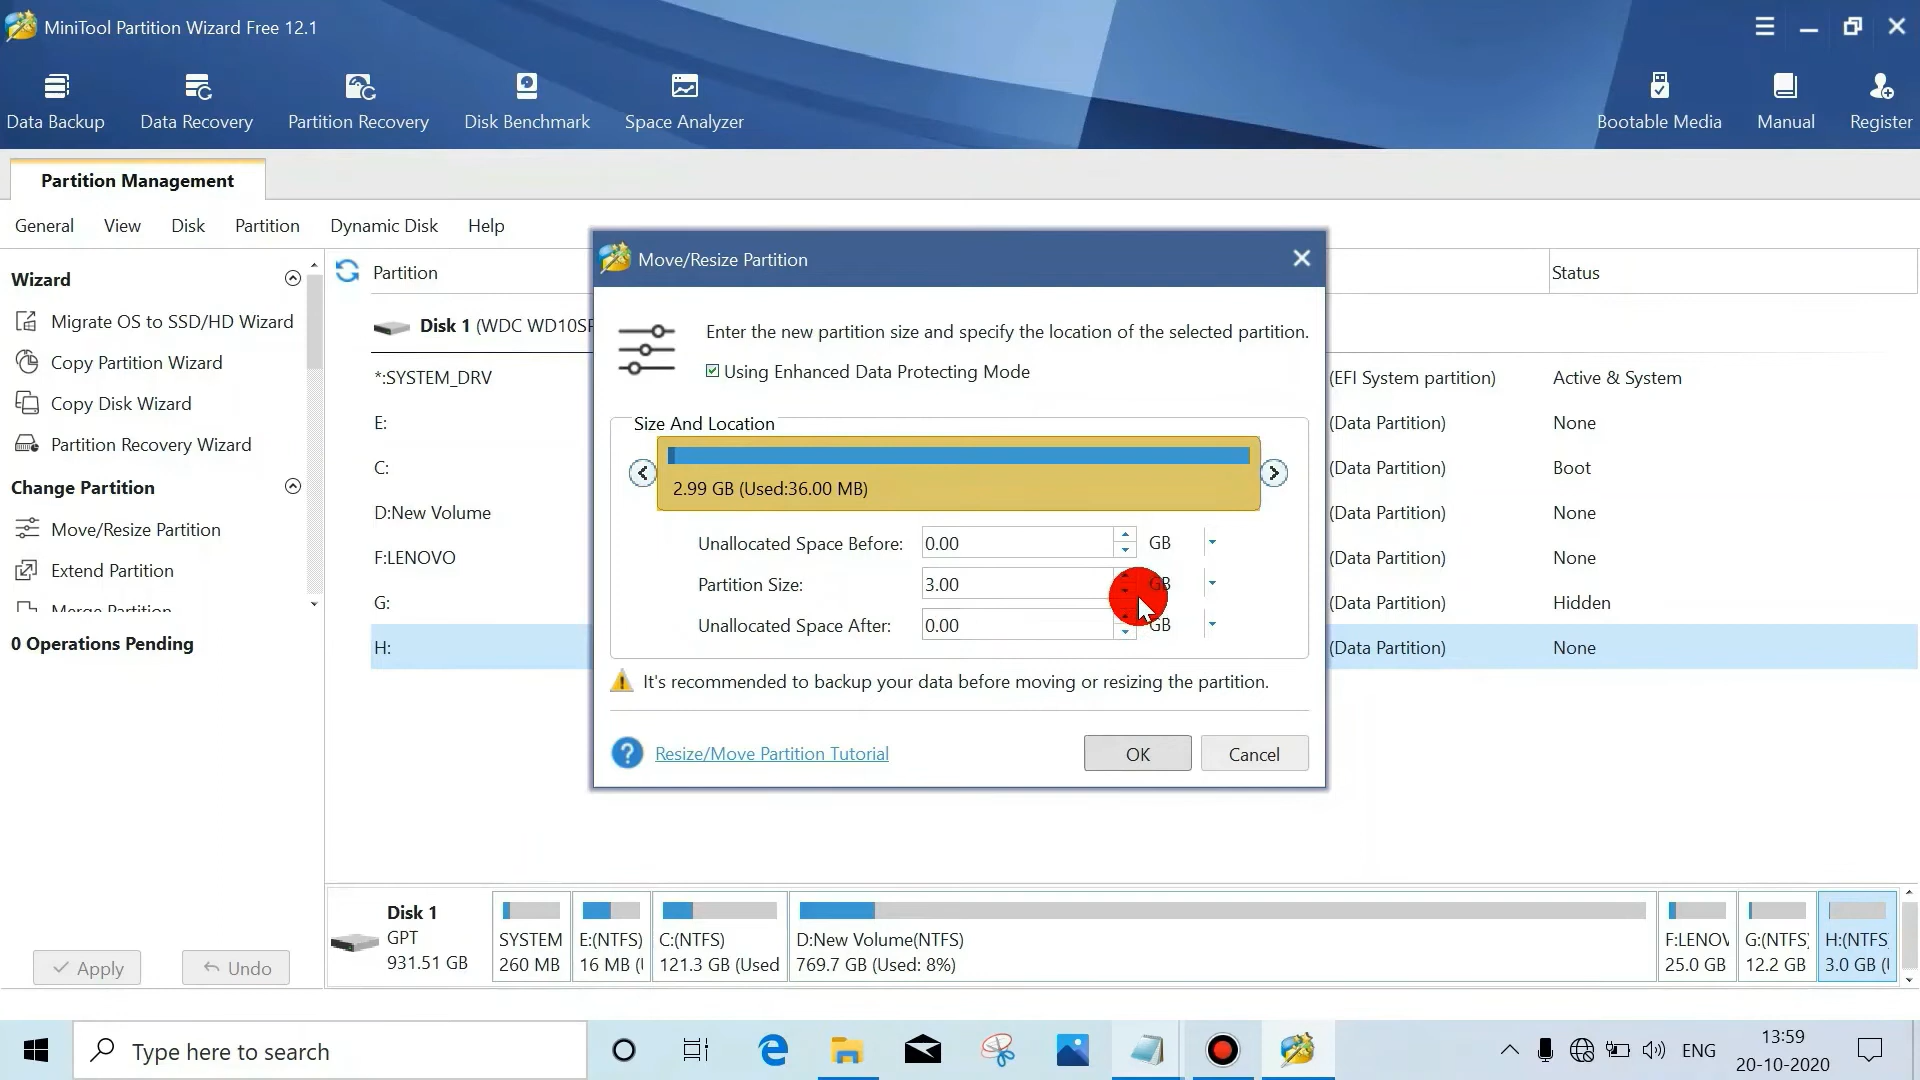 MiniTool Partition Wizard Free 12.1
Data Backup
Data Recovery
Partition Recovery
Disk Benchmark
Space Analyzer
Bootable Media
Manual
Register
Partition Management
General
View
Disk
Partition
Dynamic Disk
Help
Wizard
Migrate OS to SSD/HD Wizard
Copy Partition Wizard
Copy Disk Wizard
Partition Recovery Wizard
Change Partition
Move/Resize Partition
Extend Partition
Merge Partition
0 Operations Pending
Apply
Undo
Partition
Status
Disk 1 (WDC WD10SP
*:SYSTEM_DRV
(EFI System partition)
Active & System
E:
(Data Partition)
None
C:
(Data Partition)
Boot
D:New Volume
(Data Partition)
None
F:LENOVO
(Data Partition)
None
G:
(Data Partition)
Hidden
H:
(Data Partition)
None
Move/Resize Partition
Enter the new partition size and specify the location of the selected partition.
Using Enhanced Data Protecting Mode
Size And Location
2.99 GB (Used:36.00 MB)
Unallocated Space Before:
0.00
GB
Partition Size:
3.00
GB
Unallocated Space After:
0.00
GB
It's recommended to backup your data before moving or resizing the partition.
Resize/Move Partition Tutorial
OK
Cancel
Disk 1
GPT
931.51 GB
SYSTEM
260 MB
E:(NTFS)
16 MB (
C:(NTFS)
121.3 GB (Used
D:New Volume(NTFS)
769.7 GB (Used: 8%)
F:LENOV
25.0 GB
G:(NTFS)
12.2 GB
H:(NTFS
3.0 GB (
Type here to search
ENG
13:59
20-10-2020